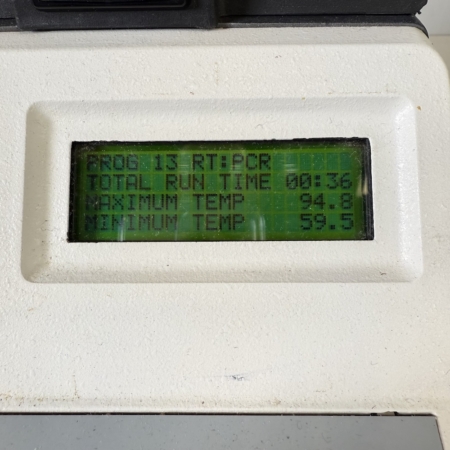 PROG 13 RT:PCR
TOTAL RUN TIME 00:36
MAXIMUM TEMP 94.8
MINIMUM TEMP 59.5